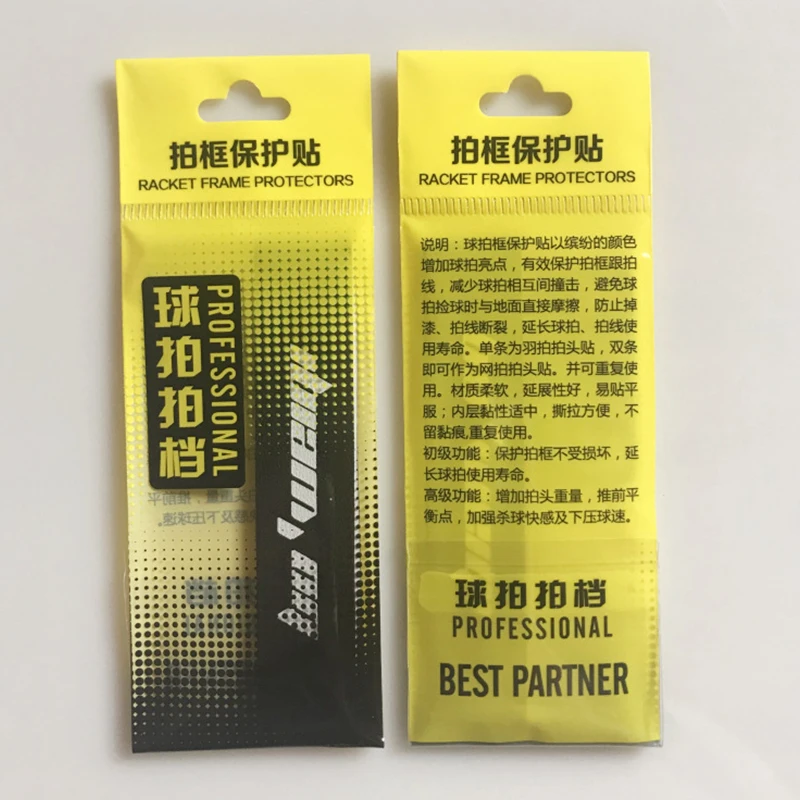 拍框保护贴
RACKET FRAME PROTECTORS
球拍拍档
PROFESSIONAL
拍框保护贴
RACKET FRAME PROTECTORS
说明：球拍框保护贴以缤纷的颜色
增加球拍亮点，有效保护拍框跟拍
线，减少球拍相互间撞击，避免球
拍捡球时与地面直接摩擦，防止掉
漆、拍线断裂，延长球拍、拍线使
用寿命。单条为羽拍拍头贴，双条
即可作为网拍拍头贴。并可重复使
用。材质柔软，延展性好，易贴平
服；内层黏性适中，撕拉方便，不
留黏痕,重复使用。
初级功能：保护拍框不受损坏，延
长球拍使用寿命。
高级功能：增加拍头重量，推前平
衡点，加强杀球快感及下压球速。
球拍拍档
PROFESSIONAL
BEST PARTNER